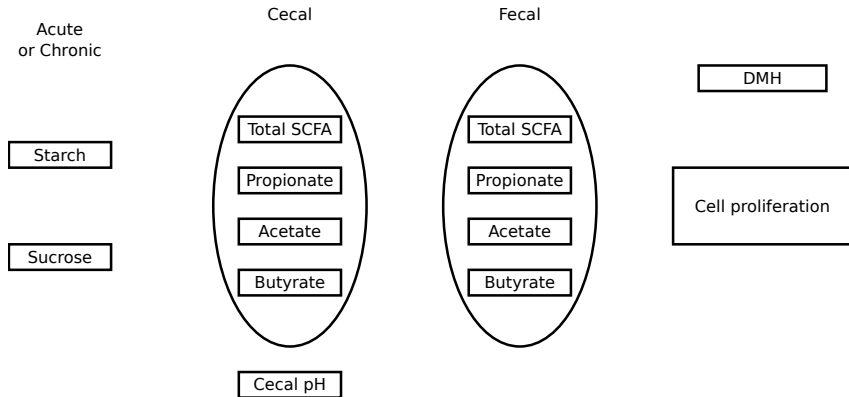 Acute
or Chronic
Starch
Sucrose
Cecal
Total SCFA
Propionate
Acetate
Butyrate
Cecal pH
Fecal
Total SCFA
Propionate
Acetate
Butyrate
DMH
Cell proliferation